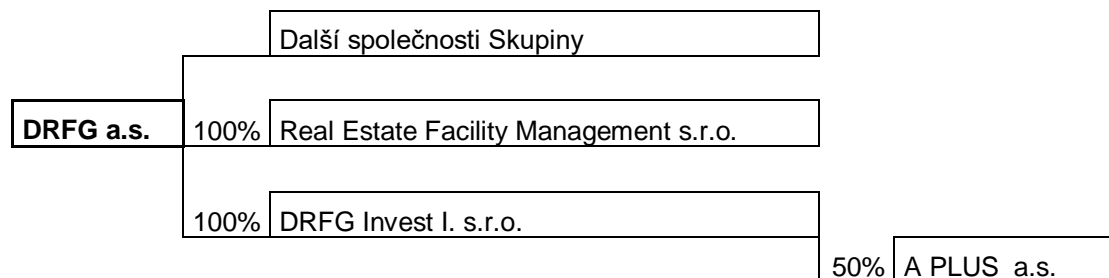 Další společnosti Skupiny
DRFG a.s. 100% Real Estate Facility Management s.r.o.
100% DRFG Invest I. s.r.o.
50% A PLUS a.s.